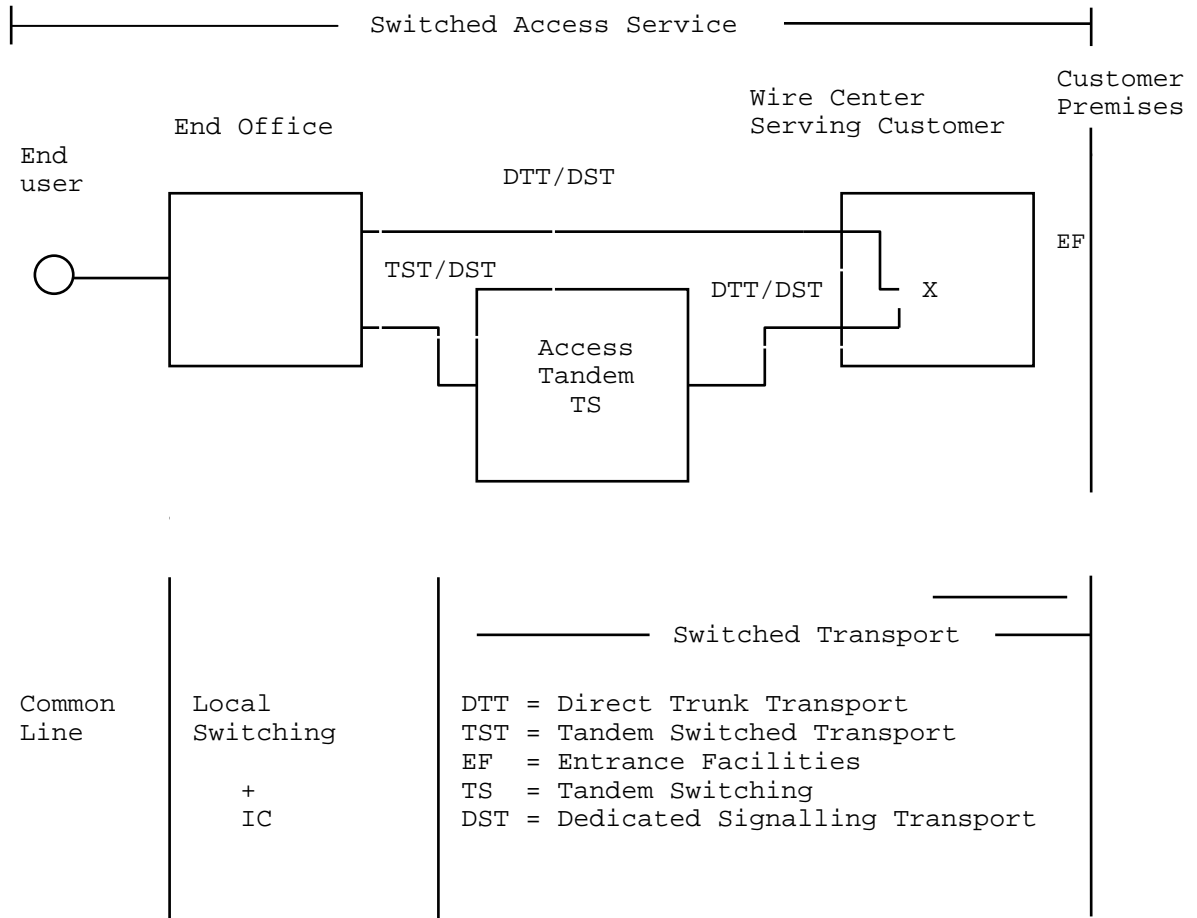 Switched Access Service
Customer
Premises
Wire Center
Serving Customer
End Office
End
user
DTT/DST
EF
TST/DST
DTT/DST
X
Access
Tandem
TS
Switched Transport
Common
Line
Local
Switching
+
IC
DTT = Direct Trunk Transport
TST = Tandem Switched Transport
EF = Entrance Facilities
TS = Tandem Switching
DST = Dedicated Signalling Transport